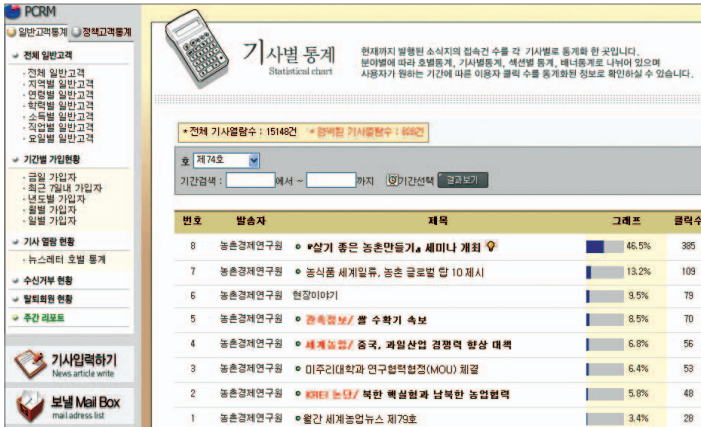 PCRM
일반고객통계 정책고객통계
전체 일반고객
· 전체 일반고객
· 지역별 일반고객
· 연령별 일반고객
· 학력별 일반고객
· 소득별 일반고객
· 직업별 일반고객
· 요일별 일반고객
기간별 가입현황
· 금일 가입자
· 최근 7일내 가입자
· 년도별 가입자
· 월별 가입자
· 일별 가입자
기사 열람 현황
· 뉴스레터 호별 통계
수신거부 현황
탈퇴회원 현황
주간 리포트
기사입력하기
News article write
보낼 Mail Box
mail adress list
기사별 통계
Statistical chart
현재까지 발행된 소식지의 접속건 수를 각 기사별로 통계화 한 곳입니다.
분야별에 따라 호별통계, 기사별통계, 섹션별 통계, 배너통계로 나뉘어 있으며
사용자가 원하는 기간에 따른 이용자 클릭 수를 통계화된 정보로 확인하실 수 있습니다.
* 전체 기사열람수 : 15148건 * 검색된 기사열람수 : 828건
호 제74호
기간검색 : 에서 ~ 까지 기간선택 결과보기
번호 발송자 제목 그래프 클릭수
8 농촌경제연구원 『살기 좋은 농촌만들기』 세미나 개최 46.5% 385
7 농촌경제연구원 농식품 세계일류, 농촌 글로벌 탑 10 제시 13.2% 109
6 농촌경제연구원 현장이야기 9.5% 79
5 농촌경제연구원 관측정보/ 쌀 수확기 속보 8.5% 70
4 농촌경제연구원 세계농업/ 중국, 과일산업 경쟁력 향상 대책 6.8% 56
3 농촌경제연구원 미주리대학과 연구협력협정(MOU) 체결 6.4% 53
2 농촌경제연구원 KREI 논단/ 북한 핵실험과 남북한 농업협력 5.8% 48
1 농촌경제연구원 월간 세계농업뉴스 제79호 3.4% 28